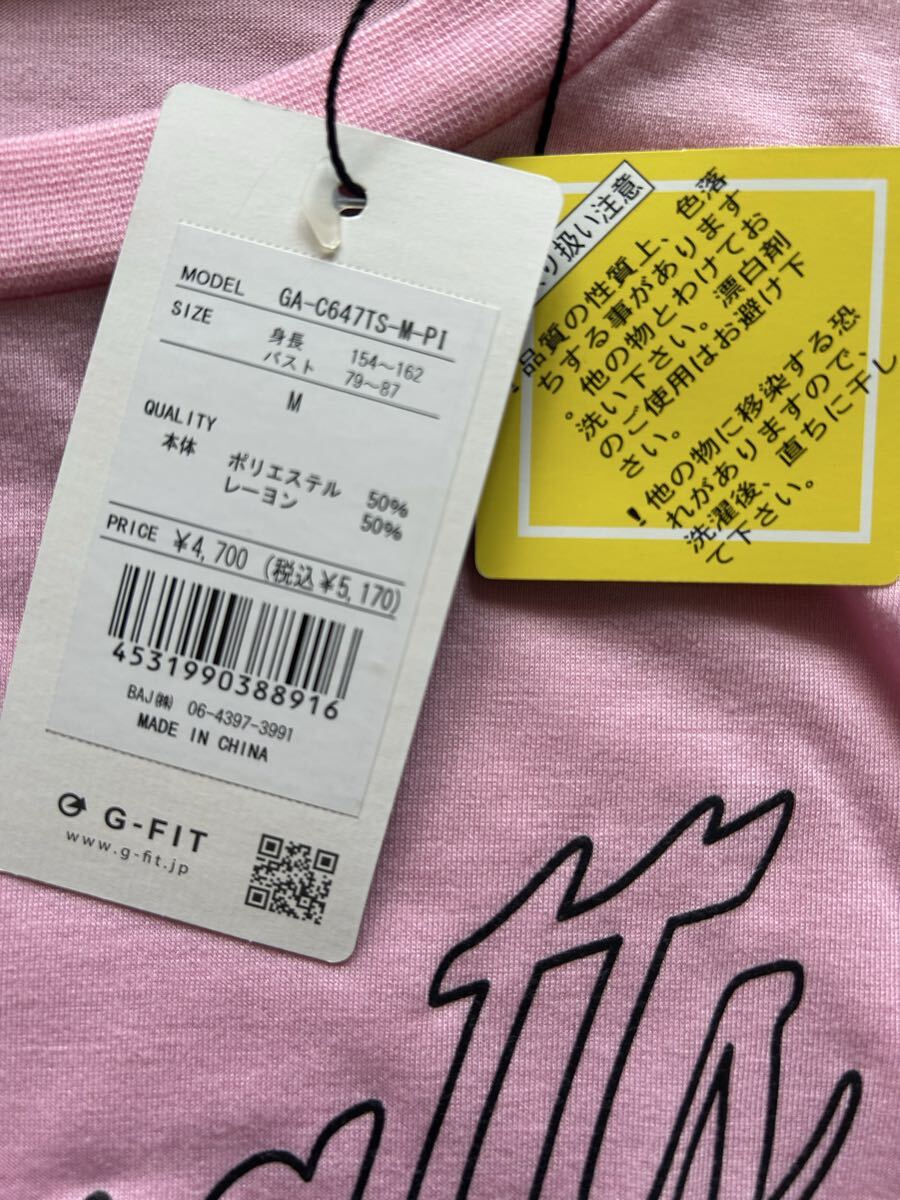 MODEL GA-C647TS-M-PI
SIZE 身長 154～162
バスト 79～87
M
QUALITY
本体 ポリエステル 50%
レーヨン 50%
PRICE ¥4,700 (税込¥5,170)
4531990388916
BAJ㈱ 06-4397-3991
MADE IN CHINA
G-FIT
www.g-fit.jp
り扱い注意
品質の性質上、色落
ちする事があります
。他の物とわけてお
洗い下さい。漂白剤
のご使用はお避け下
さい。
！他の物に移染する恐
れがありますので、
洗濯後、直ちに干し
て下さい。